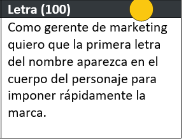 Letra (100)
Como gerente de marketing
quiero que la primera letra
del nombre aparezca en el
cuerpo del personaje para
imponer rápidamente la
marca.